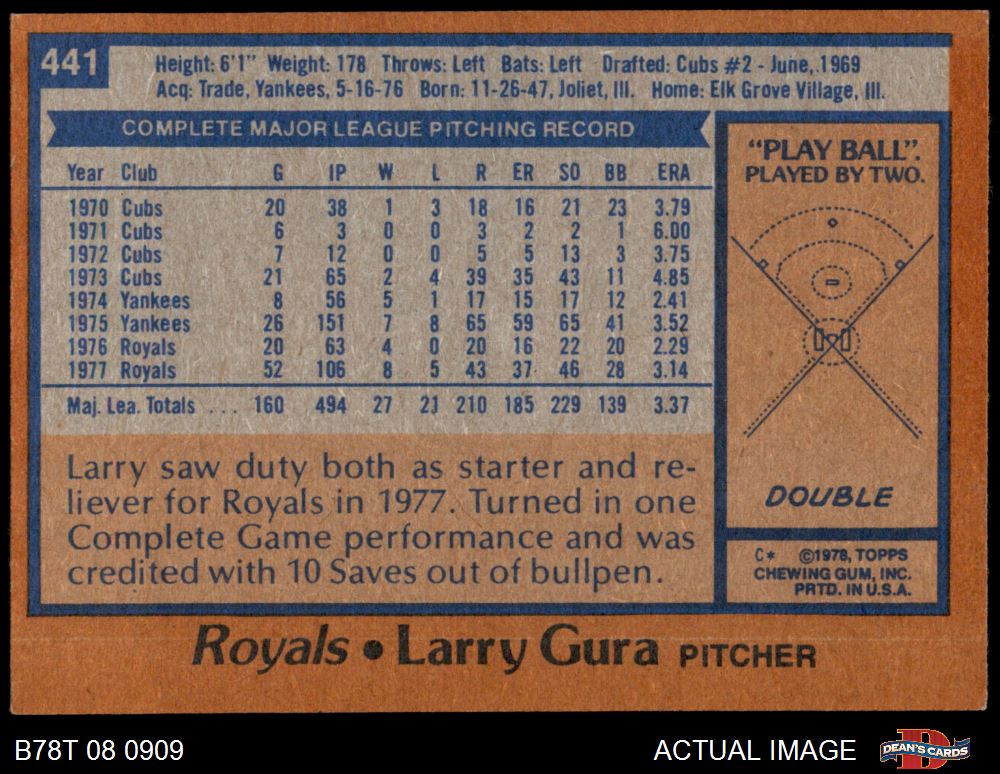 441
Height: 6'1" Weight: 178 Throws: Left Bats: Left Drafted: Cubs #2 - June, 1969
Acq: Trade, Yankees, 5-16-76 Born: 11-26-47, Joliet, Ill. Home: Elk Grove Village, Ill.
COMPLETE MAJOR LEAGUE PITCHING RECORD
Year Club G IP W L R ER SO BB ERA
1970 Cubs 20 38 1 3 18 16 21 23 3.79
1971 Cubs 6 3 0 0 3 2 2 1 6.00
1972 Cubs 7 12 0 0 5 5 13 3 3.75
1973 Cubs 21 65 2 4 39 35 43 11 4.85
1974 Yankees 8 56 5 1 17 15 17 12 2.41
1975 Yankees 26 151 7 8 65 59 65 41 3.52
1976 Royals 20 63 4 0 20 16 22 20 2.29
1977 Royals 52 106 8 5 43 37 46 28 3.14
Maj. Lea. Totals ... 160 494 27 21 210 185 229 139 3.37
Larry saw duty both as starter and re-
liever for Royals in 1977. Turned in one
Complete Game performance and was
credited with 10 Saves out of bullpen.
"PLAY BALL".
PLAYED BY TWO.
DOUBLE
C* ©1978, TOPPS
CHEWING GUM, INC.
PRTD. IN U.S.A.
Royals • Larry Gura PITCHER
B78T 08 0909
ACTUAL IMAGE
DEAN'S CARDS